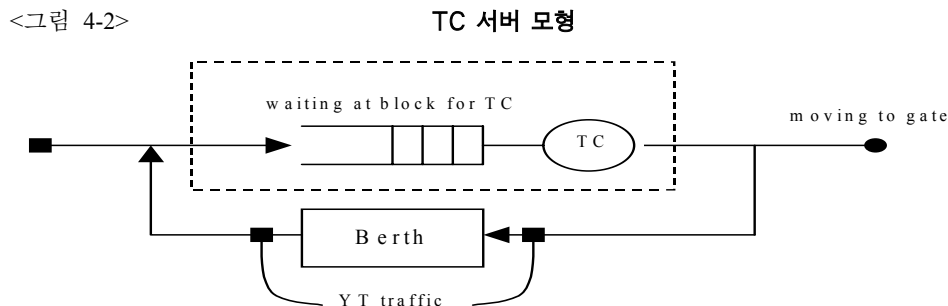 <그림 4-2> TC 서버 모형
waiting at block for TC
TC
moving to gate
Berth
YT traffic